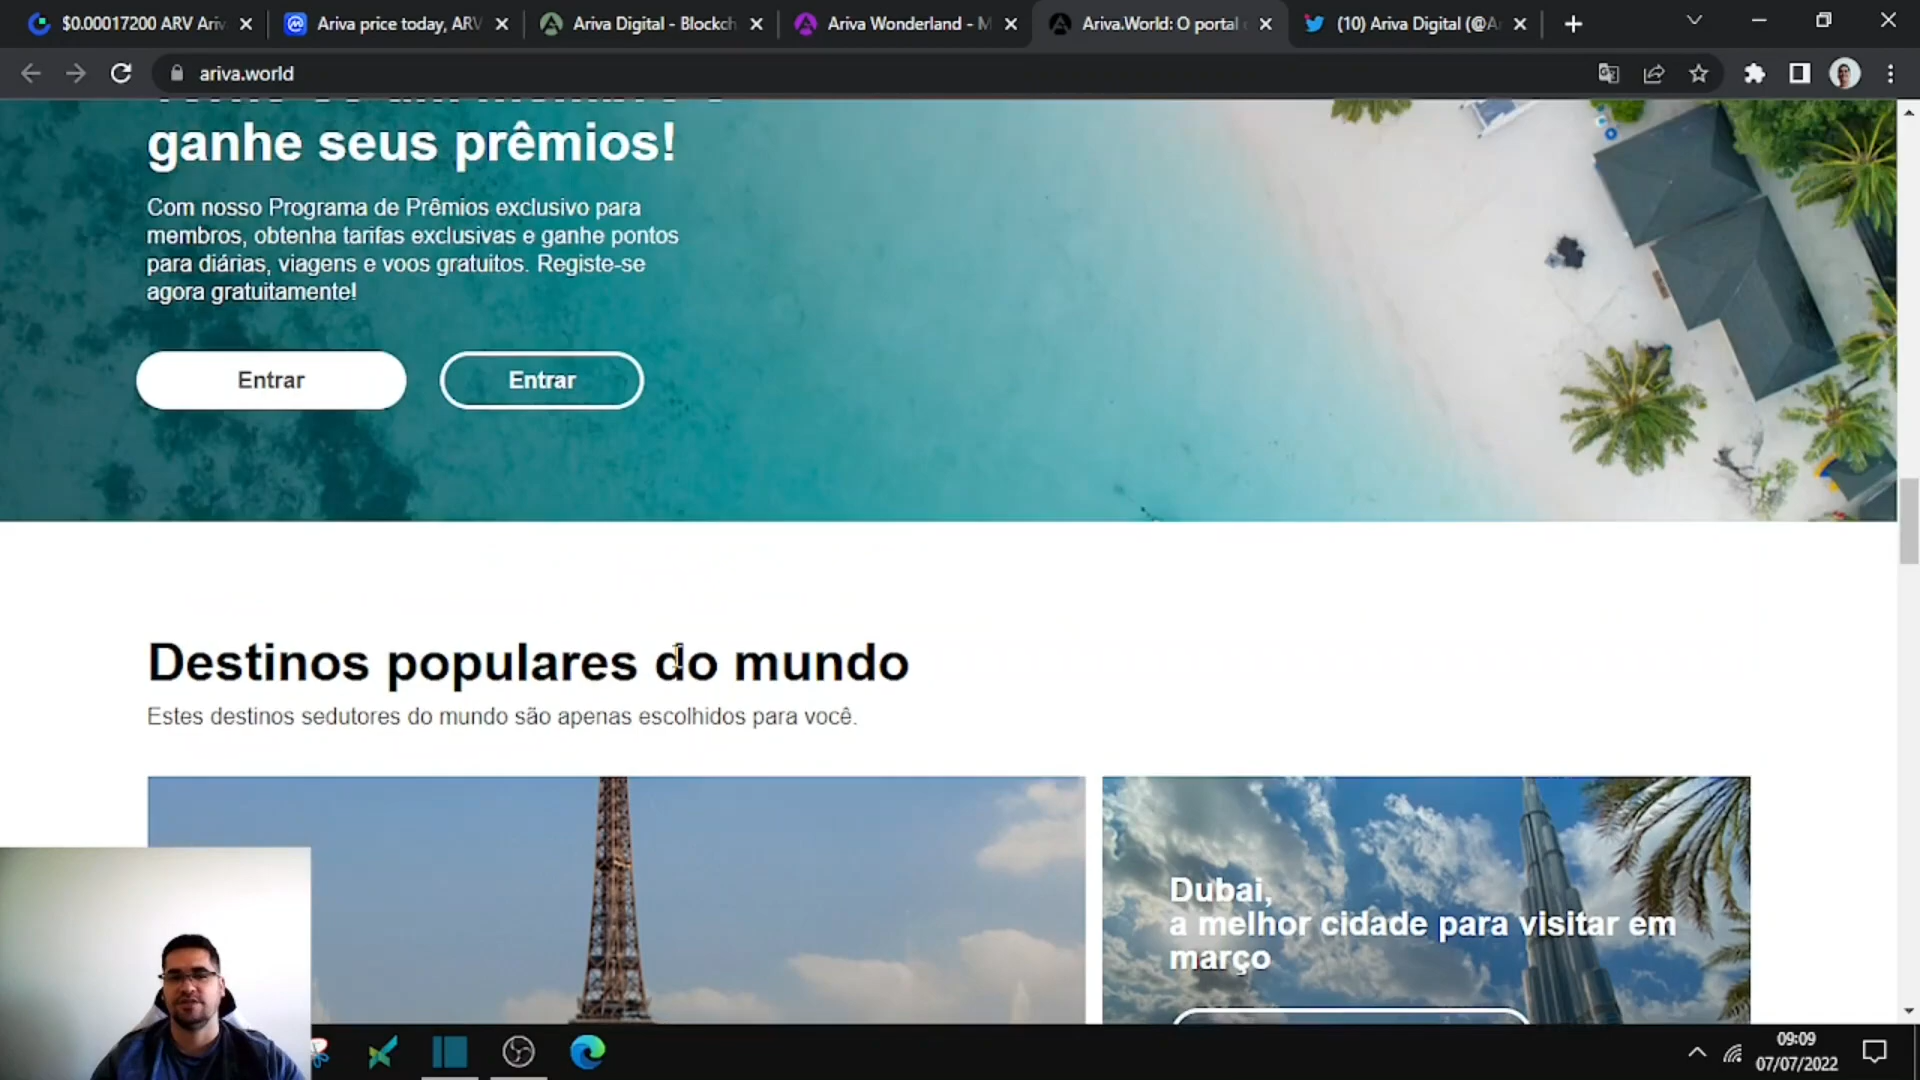 $0.00017200 ARV Ariv
Ariva price today, ARV
Ariva Digital - Blockch
Ariva Wonderland - M
Ariva.World: O portal
(10) Ariva Digital (@A
ariva.world
ganhe seus prêmios!
Com nosso Programa de Prêmios exclusivo para
membros, obtenha tarifas exclusivas e ganhe pontos
para diárias, viagens e voos gratuitos. Registe-se
agora gratuitamente!
Entrar
Entrar
Destinos populares do mundo
Estes destinos sedutores do mundo são apenas escolhidos para você.
Dubai,
a melhor cidade para visitar em
março
09:09
07/07/2022